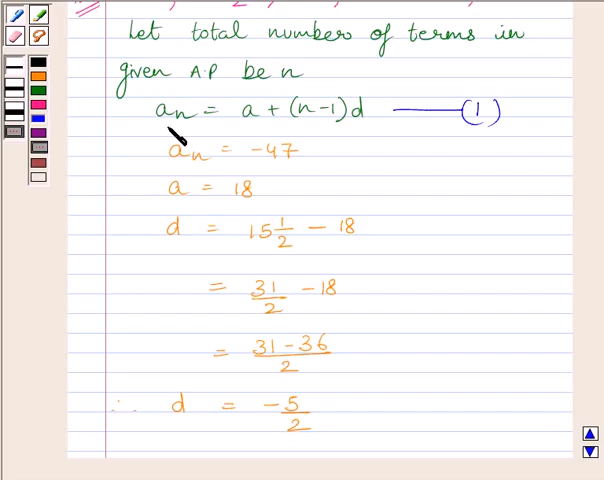 Let total number of terms in
given A.P be n
aₙ = a + (n-1)d ——— (1)
aₙ = -47
a = 18
d = 15 1/2 - 18
= 31/2 - 18
= (31-36)/2
∴ d = -5/2